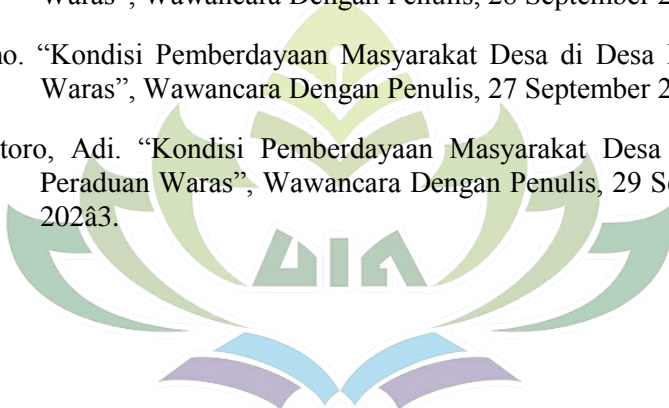 Waras", Wawancara Dengan Penulis, 28 September 2
no. “Kondisi Pemberdayaan Masyarakat Desa di Desa
Waras”, Wawancara Dengan Penulis, 27 September 2
toro, Adi. “Kondisi Pemberdayaan Masyarakat Desa
Peraduan Waras”, Wawancara Dengan Penulis, 29 S
202â3.
UIN